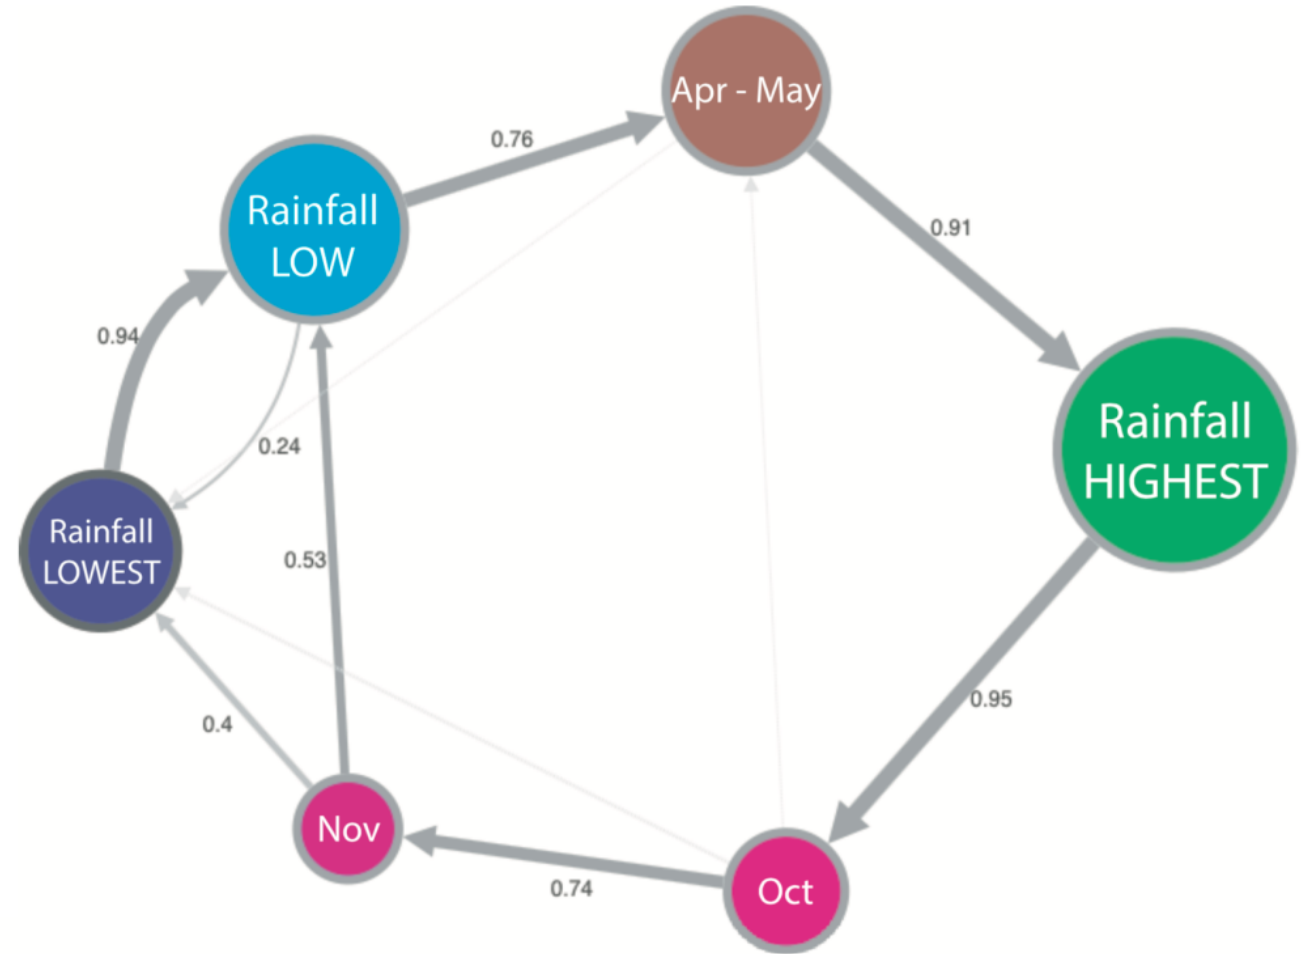 Apr - May
0.76
Rainfall
LOW
0.91
0.94
Rainfall
HIGHEST
0.24
Rainfall
LOWEST
0.53
0.95
0.4
Nov
0.74
Oct